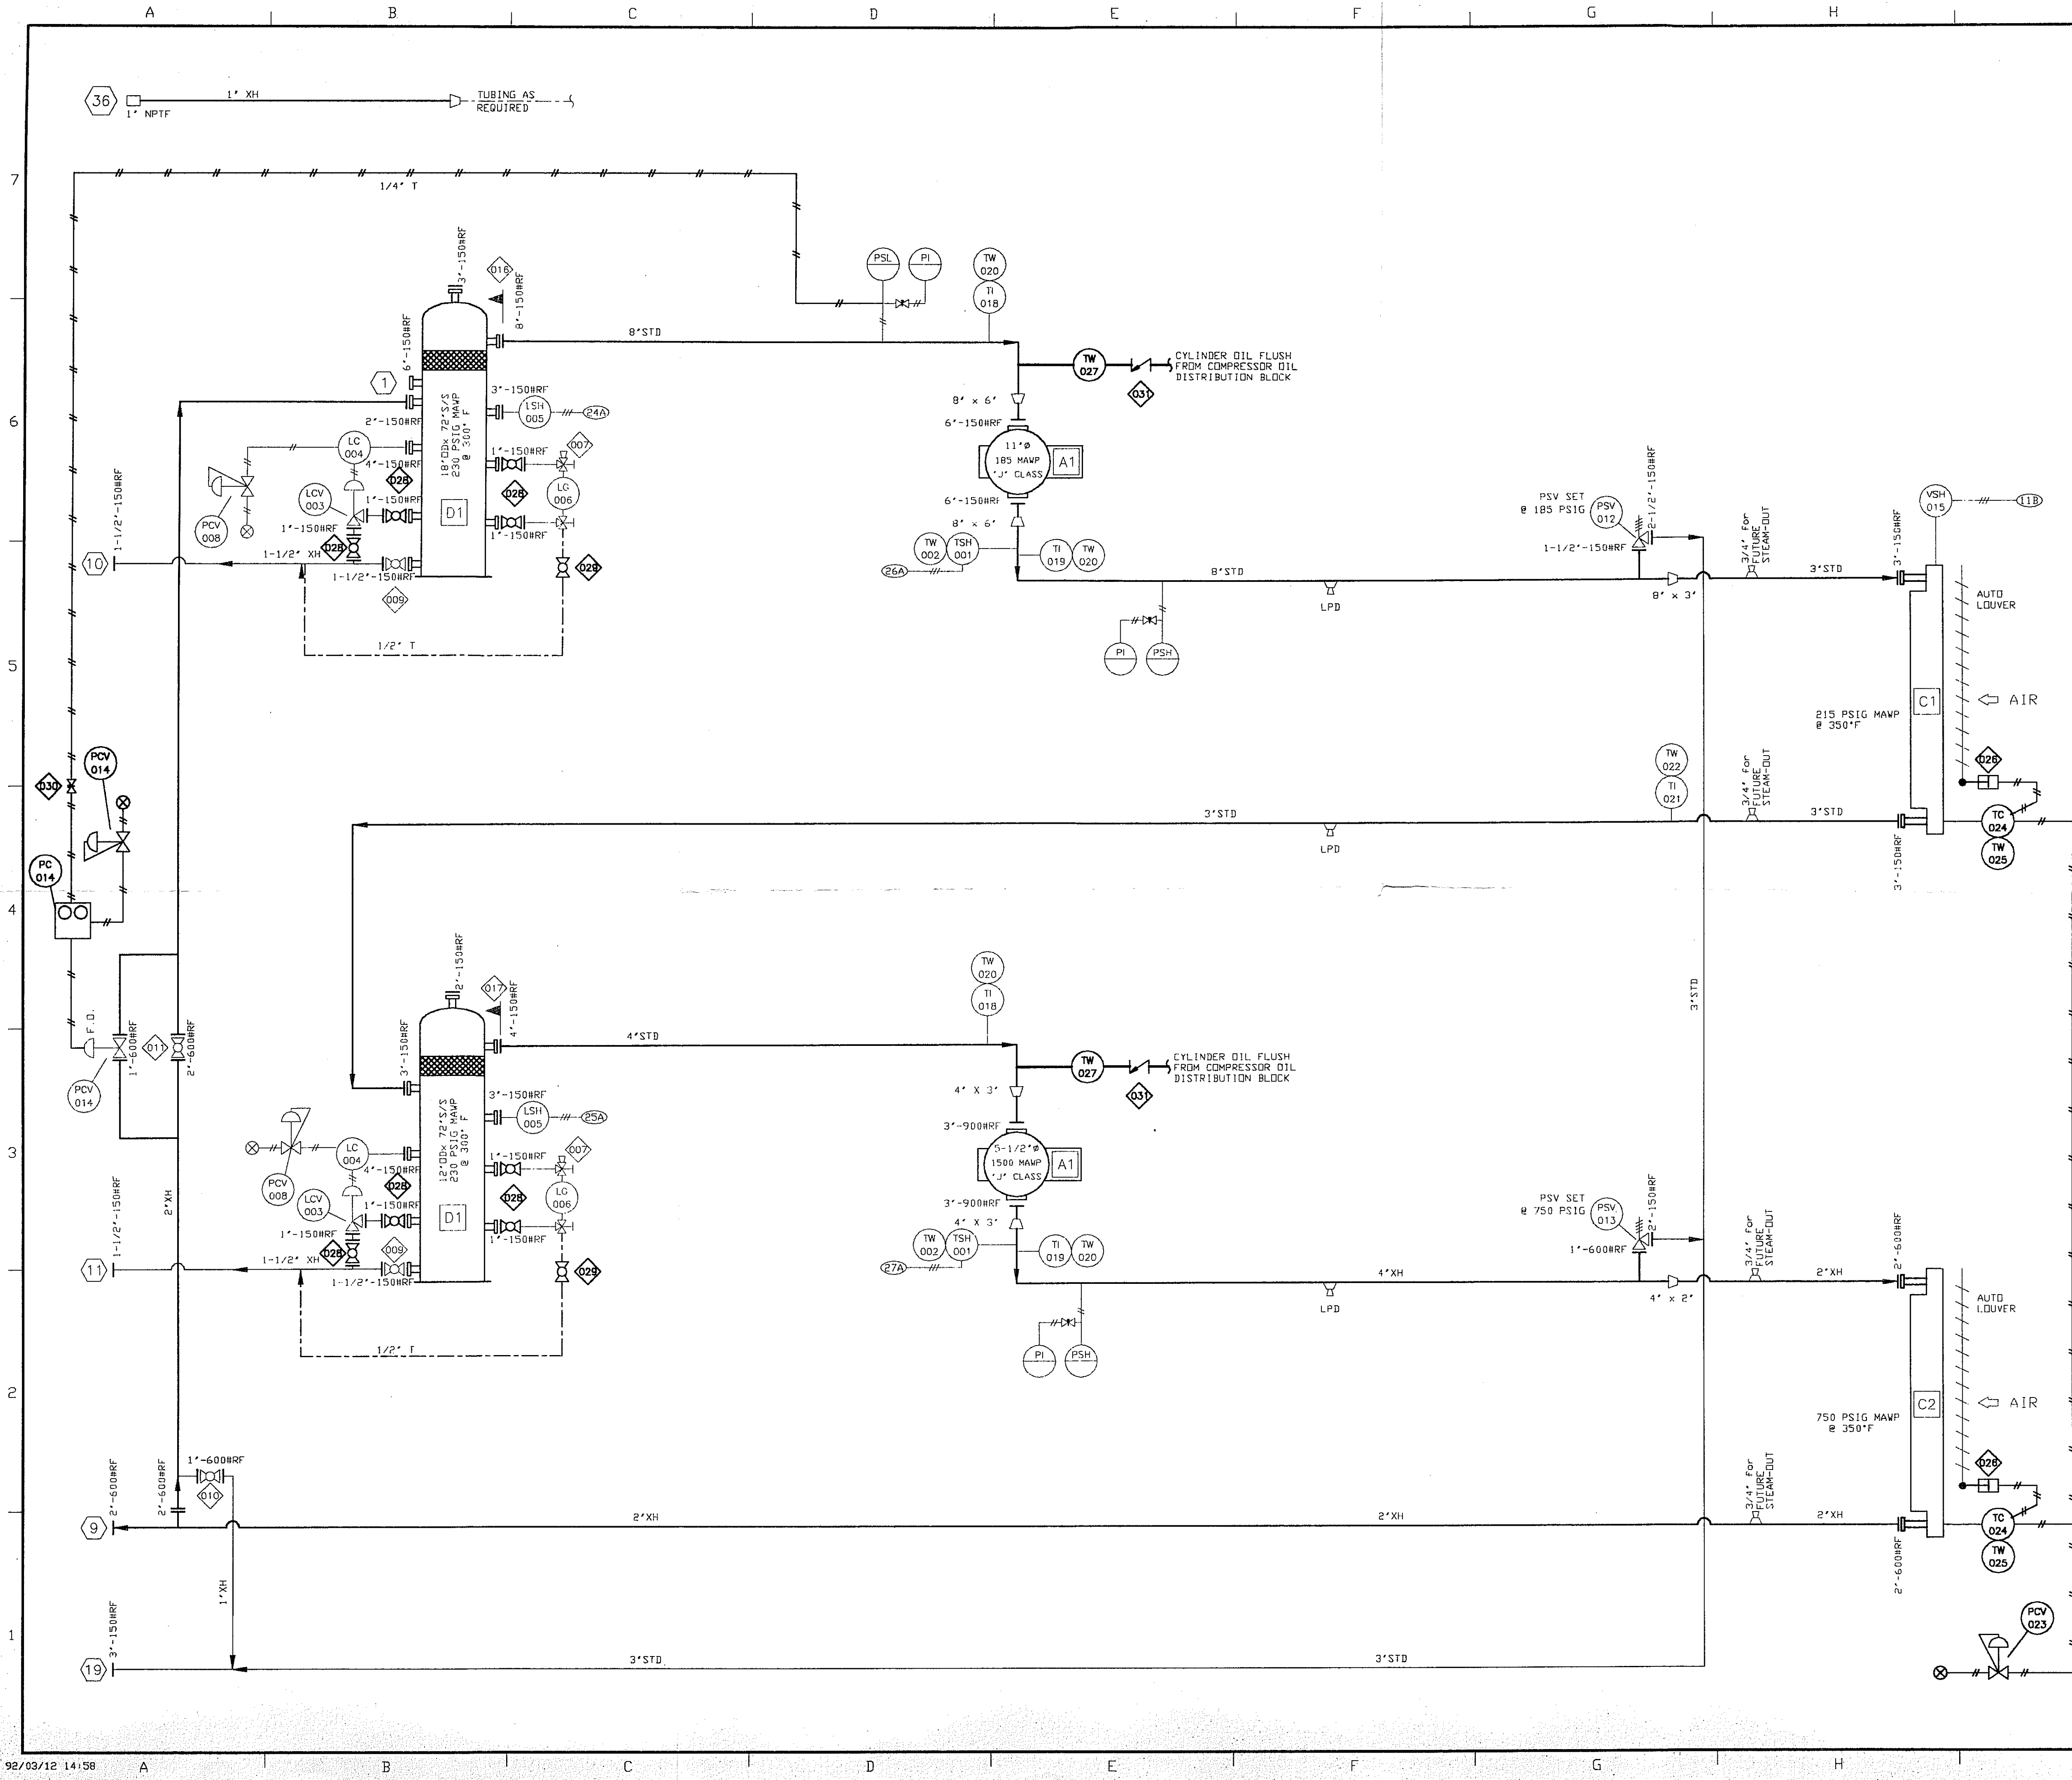 A B C D E F G H
36
1" XH
1" NPTF
TUBING AS
REQUIRED
7
1/4" T
3"-150#RF
016
8"-150#RF
6"-150#RF
PSL
PI
TW
020
TI
018
8"STD
1
TW
027
031
CYLINDER OIL FLUSH
FROM COMPRESSOR OIL
DISTRIBUTION BLOCK
6
2"-150#RF
3"-150#RF
LSH
005
24A
18"ODx 72"S/S
230 PSIG MAWP
@ 300° F
D1
LC
004
4"-150#RF
028
1"-150#RF
007
LG
006
028
1"-150#RF
LCV
003
1"-150#RF
1"-150#RF
028
PCV
008
1-1/2"-150#RF
10
1-1/2" XH
1-1/2"-150#RF
009
029
1/2" T
8" x 6"
6"-150#RF
11"Ø
185 MAWP
"J" CLASS
A1
6"-150#RF
8" x 6"
TW
002
TSH
001
26A
TI
019
TW
020
8"STD
LPD
PI
PSH
PSV SET
@ 185 PSIG
PSV
012
2-1/2"-150#RF
1-1/2"-150#RF
8" x 3"
3/4" for
FUTURE
STEAM-OUT
3"STD
3"-150#RF
VSH
015
11B
AUTO
LOUVER
5
C1
AIR
215 PSIG MAWP
@ 350°F
026
TC
024
TW
025
TW
022
TI
021
3/4" for
FUTURE
STEAM-OUT
3"STD
3"STD
3"-150#RF
LPD
030
PCV
014
PC
014
4
F.O.
PCV
014
1"-600#RF
011
2"-600#RF
3"STD
2"-150#RF
017
4"-150#RF
3"-150#RF
TW
020
TI
018
4"STD
TW
027
031
CYLINDER OIL FLUSH
FROM COMPRESSOR OIL
DISTRIBUTION BLOCK
3
3"-150#RF
LSH
005
25A
12"ODx 72"S/S
230 PSIG MAWP
@ 300° F
D1
LC
004
4"-150#RF
028
1"-150#RF
007
LG
006
028
1"-150#RF
PCV
008
LCV
003
1"-150#RF
1"-150#RF
028
1-1/2"-150#RF
2"XH
11
1-1/2" XH
009
1-1/2"-150#RF
029
1/2" T
4" X 3"
3"-900#RF
5-1/2"Ø
1500 MAWP
"J" CLASS
A1
3"-900#RF
4" X 3"
TW
002
TSH
001
27A
TI
019
TW
020
4"XH
LPD
PI
PSH
PSV SET
@ 750 PSIG
PSV
013
2"-150#RF
1"-600#RF
4" x 2"
3/4" for
FUTURE
STEAM-OUT
2"XH
2"-600#RF
AUTO
LOUVER
2
C2
AIR
750 PSIG MAWP
@ 350°F
026
TC
024
TW
025
2"-600#RF
2"-600#RF
1"-600#RF
010
9
2"XH
2"XH
3/4" for
FUTURE
STEAM-OUT
2"XH
2"-600#RF
1"XH
1
3"-150#RF
19
3"STD
3"STD
PCV
023
92/03/12 14:58
A B C D E F G H